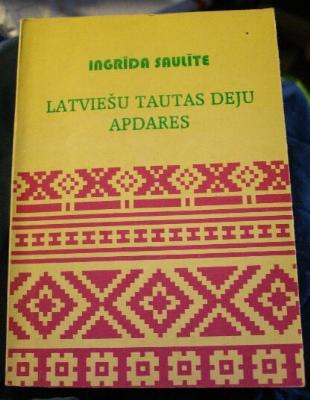 INGRĪDA SAULĪTE
LATVIEŠU TAUTAS DEJU
APDARES